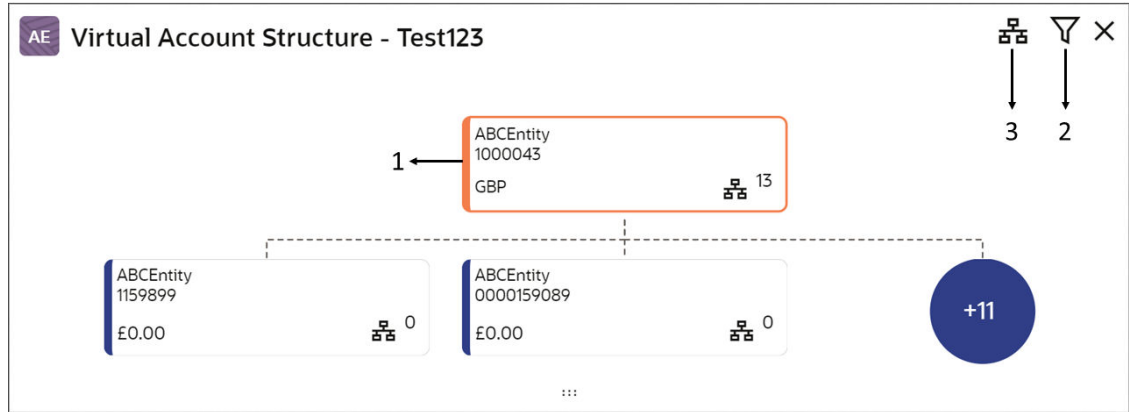 AE Virtual Account Structure - Test123
3 2
1
ABCEntity
1000043
GBP 13
ABCEntity
1159899
£0.00 0
ABCEntity
0000159089
£0.00 0
+11